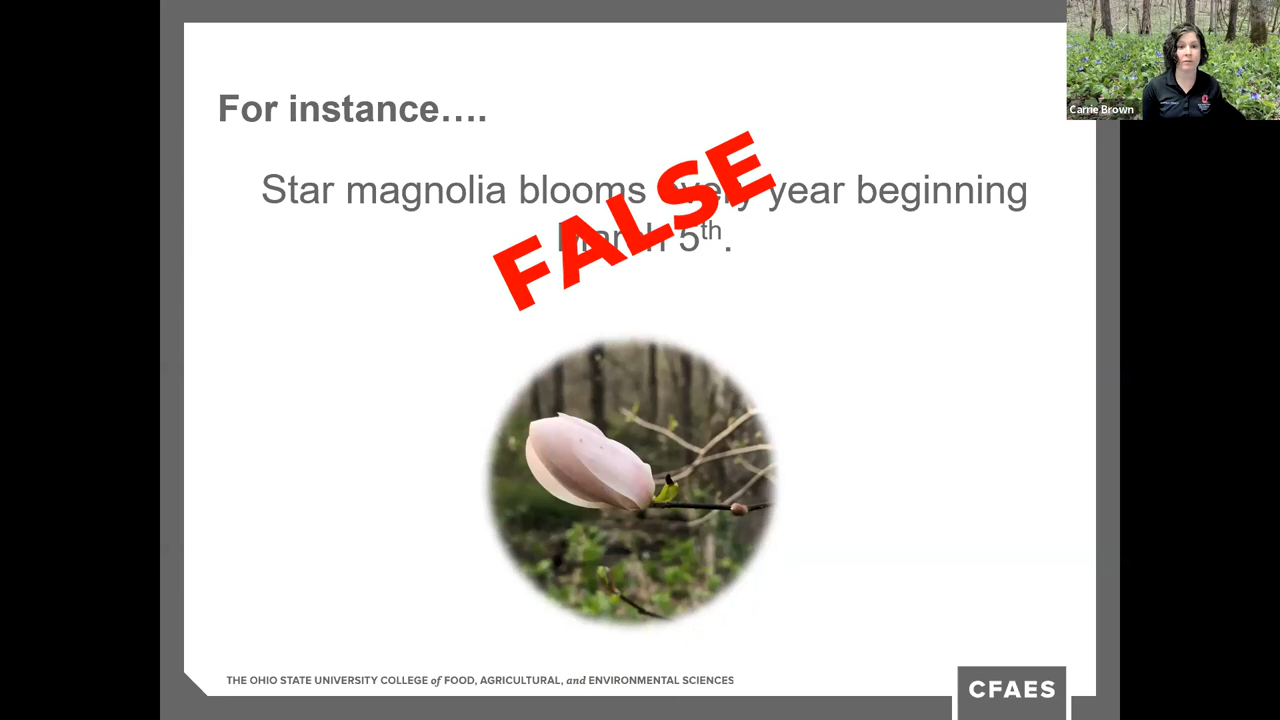 Carrie Brown
For instance….
Star magnolia blooms every year beginning
March 5th.
FALSE
THE OHIO STATE UNIVERSITY COLLEGE of FOOD, AGRICULTURAL, and ENVIRONMENTAL SCIENCES
CFAES